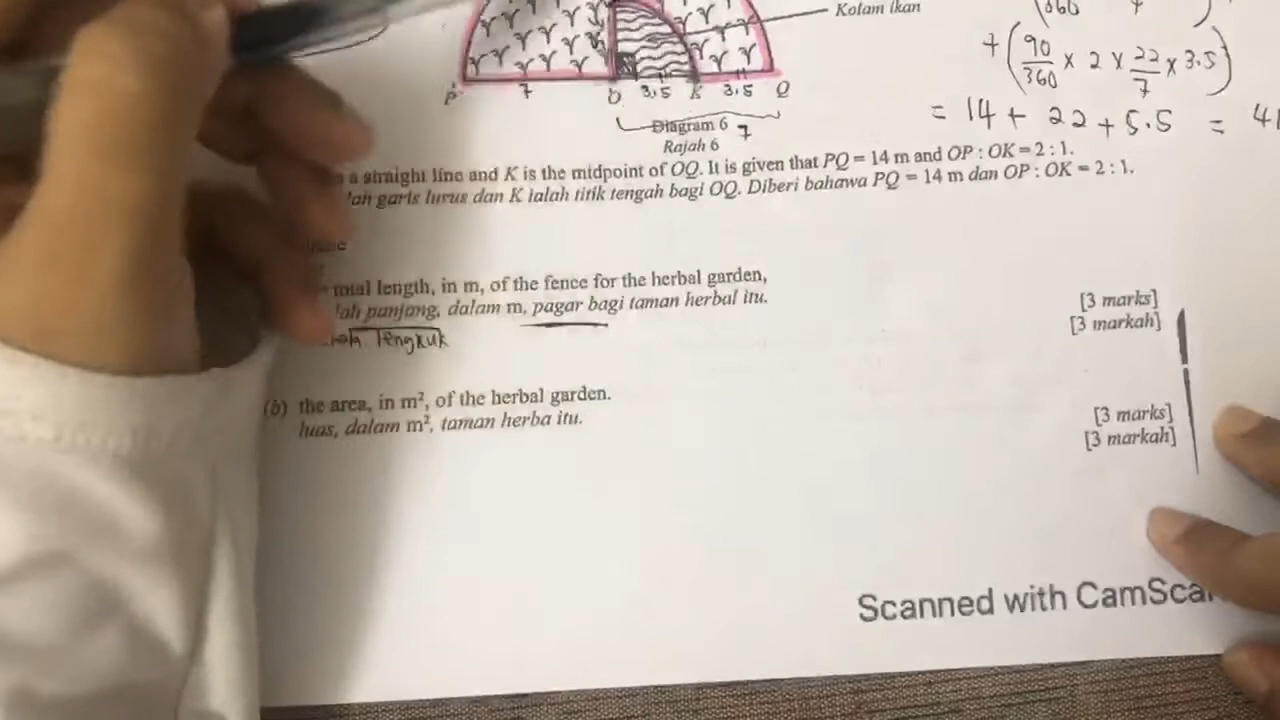 Kolam ikan
7 ( 90/360 × 2 × 22/7 × 3.5 )
= 14 + 22 + 5.5 = 41
P 7 O 3.5 K 3.5 Q
Diagram 6 7
Rajah 6
a straight line and K is the midpoint of OQ. It is given that PQ = 14 m and OP : OK = 2 : 1.
garis lurus dan K ialah titik tengah bagi OQ. Diberi bahawa PQ = 14 m dan OP : OK = 2 : 1.
total length, in m, of the fence for the herbal garden,
panjang, dalam m, pagar bagi taman herbal itu.
[3 marks]
[3 markah]
lengkuk
(b) the area, in m², of the herbal garden.
luas, dalam m², taman herba itu.
[3 marks]
[3 markah]
Scanned with